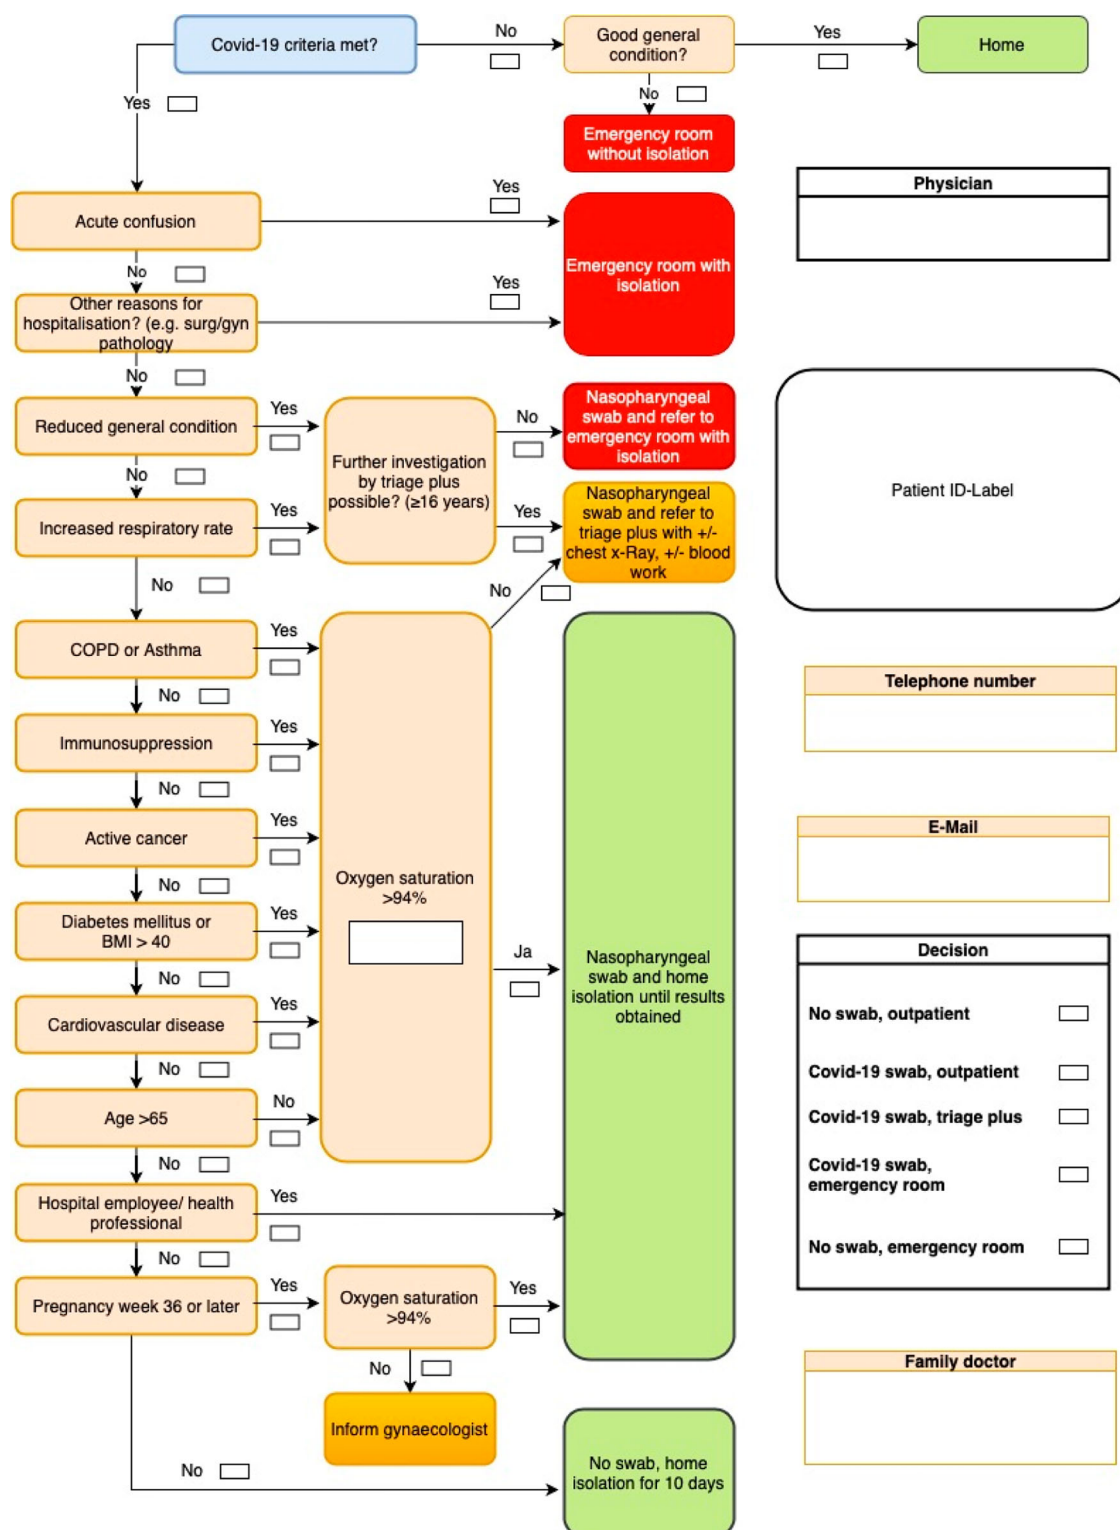 Covid-19 criteria met?
No
Good general
condition?
Yes
Home
Yes
No
Emergency room
without isolation
Physician
Acute confusion
Yes
Emergency room with
isolation
No
Other reasons for
hospitalisation? (e.g. surg/gyn
pathology
Yes
No
Reduced general condition
Yes
Further investigation
by triage plus
possible? (≥16 years)
No
Nasopharyngeal
swab and refer to
emergency room with
isolation
Patient ID-Label
No
Increased respiratory rate
Yes
Yes
Nasopharyngeal
swab and refer to
triage plus with +/-
chest x-Ray, +/- blood
work
No
No
COPD or Asthma
Yes
Telephone number
No
Immunosuppression
Yes
No
Active cancer
Yes
E-Mail
Oxygen saturation
>94%
No
Diabetes mellitus or
BMI > 40
Yes
Ja
Nasopharyngeal
swab and home
isolation until results
obtained
Decision
No swab, outpatient
Covid-19 swab, outpatient
Covid-19 swab, triage plus
Covid-19 swab,
emergency room
No swab, emergency room
No
Cardiovascular disease
Yes
No
Age >65
No
No
Hospital employee/ health
professional
Yes
No
Pregnancy week 36 or later
Yes
Oxygen saturation
>94%
Yes
No
Inform gynaecologist
Family doctor
No
No swab, home
isolation for 10 days